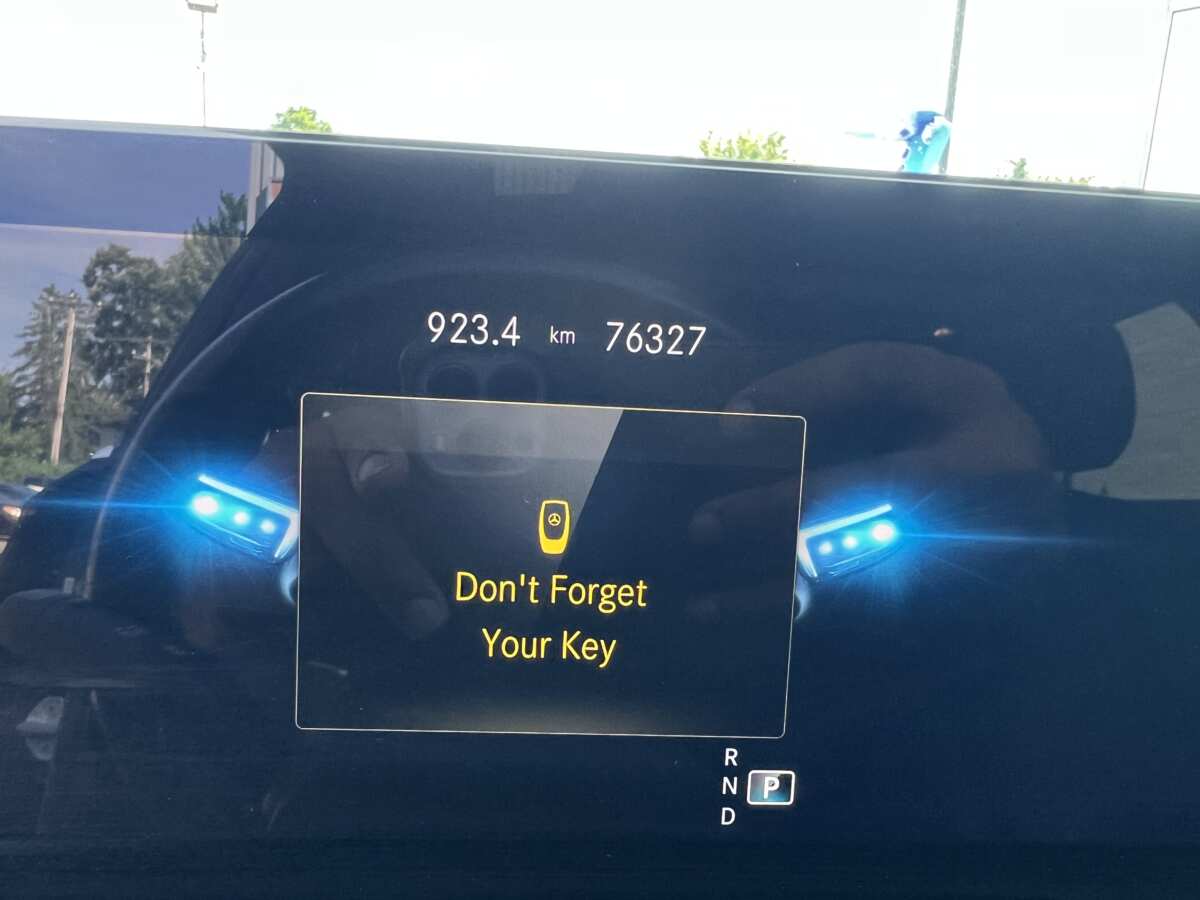 923.4 km 76327
Don't Forget
Your Key
R
N P
D